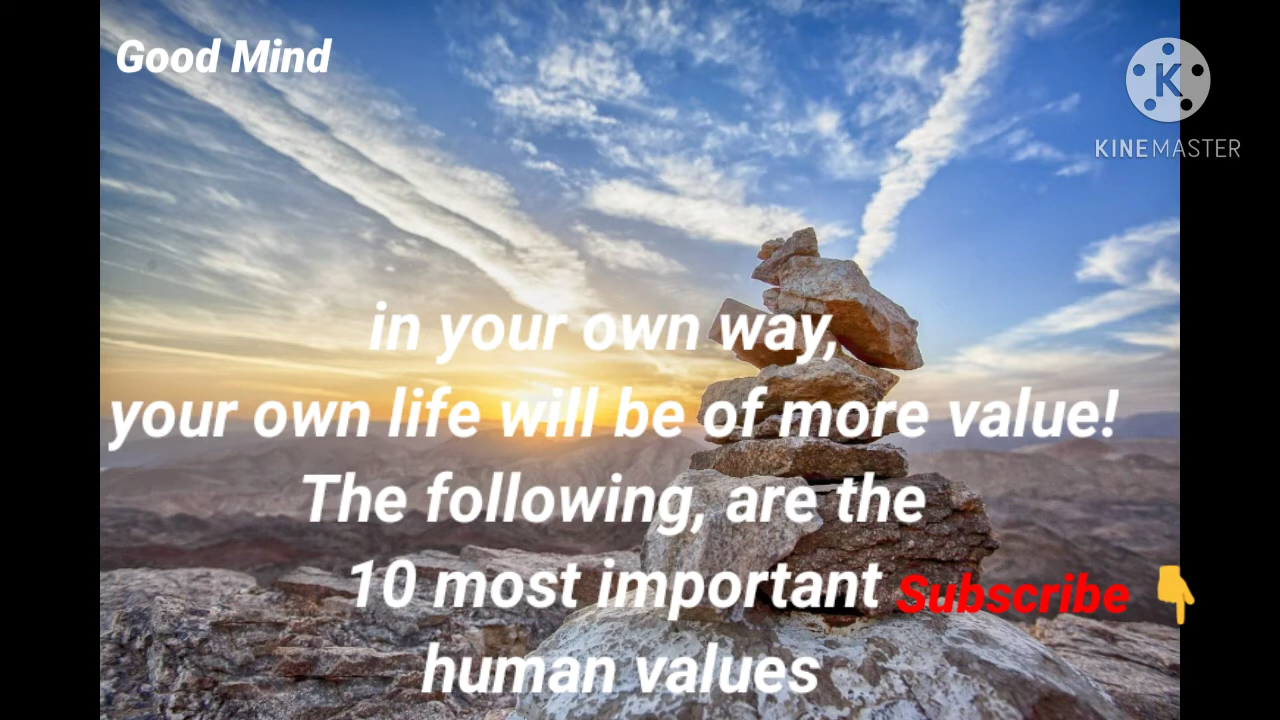 Good Mind
K
KINEMASTER
in your own way,
your own life will be of more value!
The following, are the
10 most important
Subscribe 👇
human values